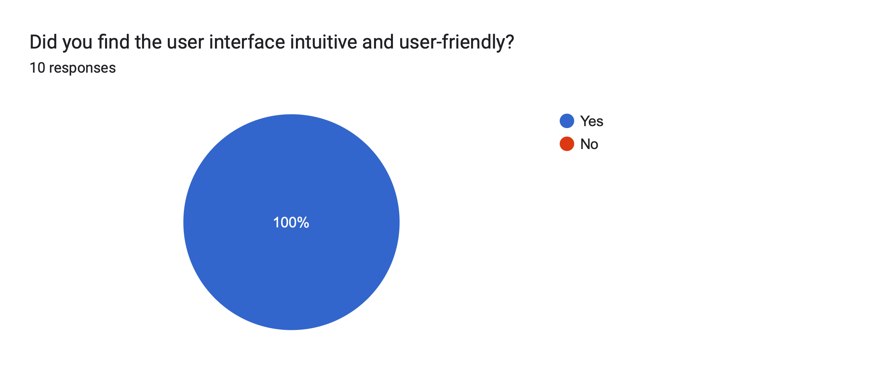 Did you find the user interface intuitive and user-friendly?
10 responses
Yes
No
100%